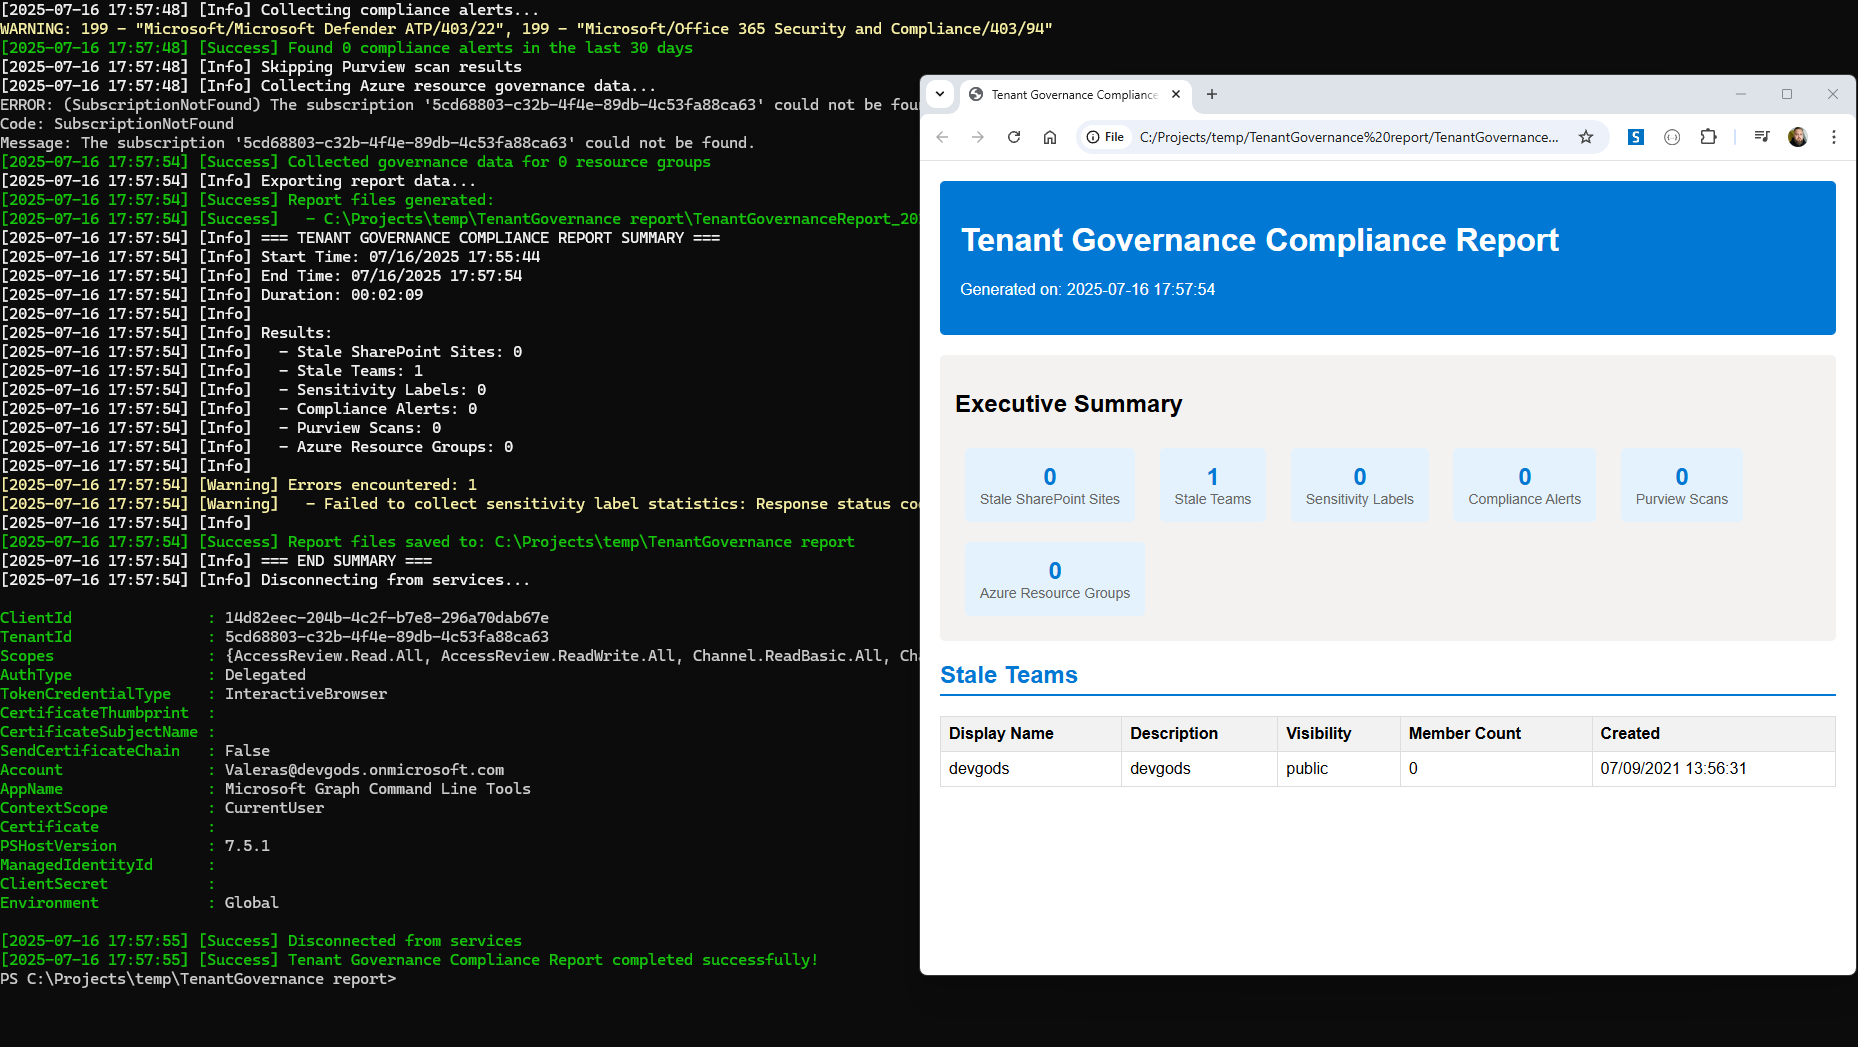 [2025-07-16 17:57:48] [Info] Collecting compliance alerts...
WARNING: 199 - "Microsoft/Microsoft Defender ATP/403/22", 199 - "Microsoft/Office 365 Security and Compliance/403/94"
[2025-07-16 17:57:48] [Success] Found 0 compliance alerts in the last 30 days
[2025-07-16 17:57:48] [Info] Skipping Purview scan results
[2025-07-16 17:57:48] [Info] Collecting Azure resource governance data...
ERROR: (SubscriptionNotFound) The subscription '5cd68803-c32b-4f4e-89db-4c53fa88ca63' could not be fou
Code: SubscriptionNotFound
Message: The subscription '5cd68803-c32b-4f4e-89db-4c53fa88ca63' could not be found.
[2025-07-16 17:57:54] [Success] Collected governance data for 0 resource groups
[2025-07-16 17:57:54] [Info] Exporting report data...
[2025-07-16 17:57:54] [Success] Report files generated:
[2025-07-16 17:57:54] [Success]   - C:\Projects\temp\TenantGovernance report\TenantGovernanceReport_20
[2025-07-16 17:57:54] [Info] === TENANT GOVERNANCE COMPLIANCE REPORT SUMMARY ===
[2025-07-16 17:57:54] [Info] Start Time: 07/16/2025 17:55:44
[2025-07-16 17:57:54] [Info] End Time: 07/16/2025 17:57:54
[2025-07-16 17:57:54] [Info] Duration: 00:02:09
[2025-07-16 17:57:54] [Info]
[2025-07-16 17:57:54] [Info] Results:
[2025-07-16 17:57:54] [Info]   - Stale SharePoint Sites: 0
[2025-07-16 17:57:54] [Info]   - Stale Teams: 1
[2025-07-16 17:57:54] [Info]   - Sensitivity Labels: 0
[2025-07-16 17:57:54] [Info]   - Compliance Alerts: 0
[2025-07-16 17:57:54] [Info]   - Purview Scans: 0
[2025-07-16 17:57:54] [Info]   - Azure Resource Groups: 0
[2025-07-16 17:57:54] [Info]
[2025-07-16 17:57:54] [Warning] Errors encountered: 1
[2025-07-16 17:57:54] [Warning]   - Failed to collect sensitivity label statistics: Response status co
[2025-07-16 17:57:54] [Info]
[2025-07-16 17:57:54] [Success] Report files saved to: C:\Projects\temp\TenantGovernance report
[2025-07-16 17:57:54] [Info] === END SUMMARY ===
[2025-07-16 17:57:54] [Info] Disconnecting from services...
ClientId : 14d82eec-204b-4c2f-b7e8-296a70dab67e
TenantId : 5cd68803-c32b-4f4e-89db-4c53fa88ca63
Scopes : {AccessReview.Read.All, AccessReview.ReadWrite.All, Channel.ReadBasic.All, Cha
AuthType : Delegated
TokenCredentialType : InteractiveBrowser
CertificateThumbprint :
CertificateSubjectName :
SendCertificateChain : False
Account : Valeras@devgods.onmicrosoft.com
AppName : Microsoft Graph Command Line Tools
ContextScope : CurrentUser
Certificate :
PSHostVersion : 7.5.1
ManagedIdentityId :
ClientSecret :
Environment : Global
[2025-07-16 17:57:55] [Success] Disconnected from services
[2025-07-16 17:57:55] [Success] Tenant Governance Compliance Report completed successfully!
PS C:\Projects\temp\TenantGovernance report>
Tenant Governance Compliance
File C:/Projects/temp/TenantGovernance%20report/TenantGovernance... S
Tenant Governance Compliance Report
Generated on: 2025-07-16 17:57:54
Executive Summary
0 1 0 0 0
Stale SharePoint Sites Stale Teams Sensitivity Labels Compliance Alerts Purview Scans
0
Azure Resource Groups
Stale Teams
Display Name Description Visibility Member Count Created
devgods devgods public 0 07/09/2021 13:56:31